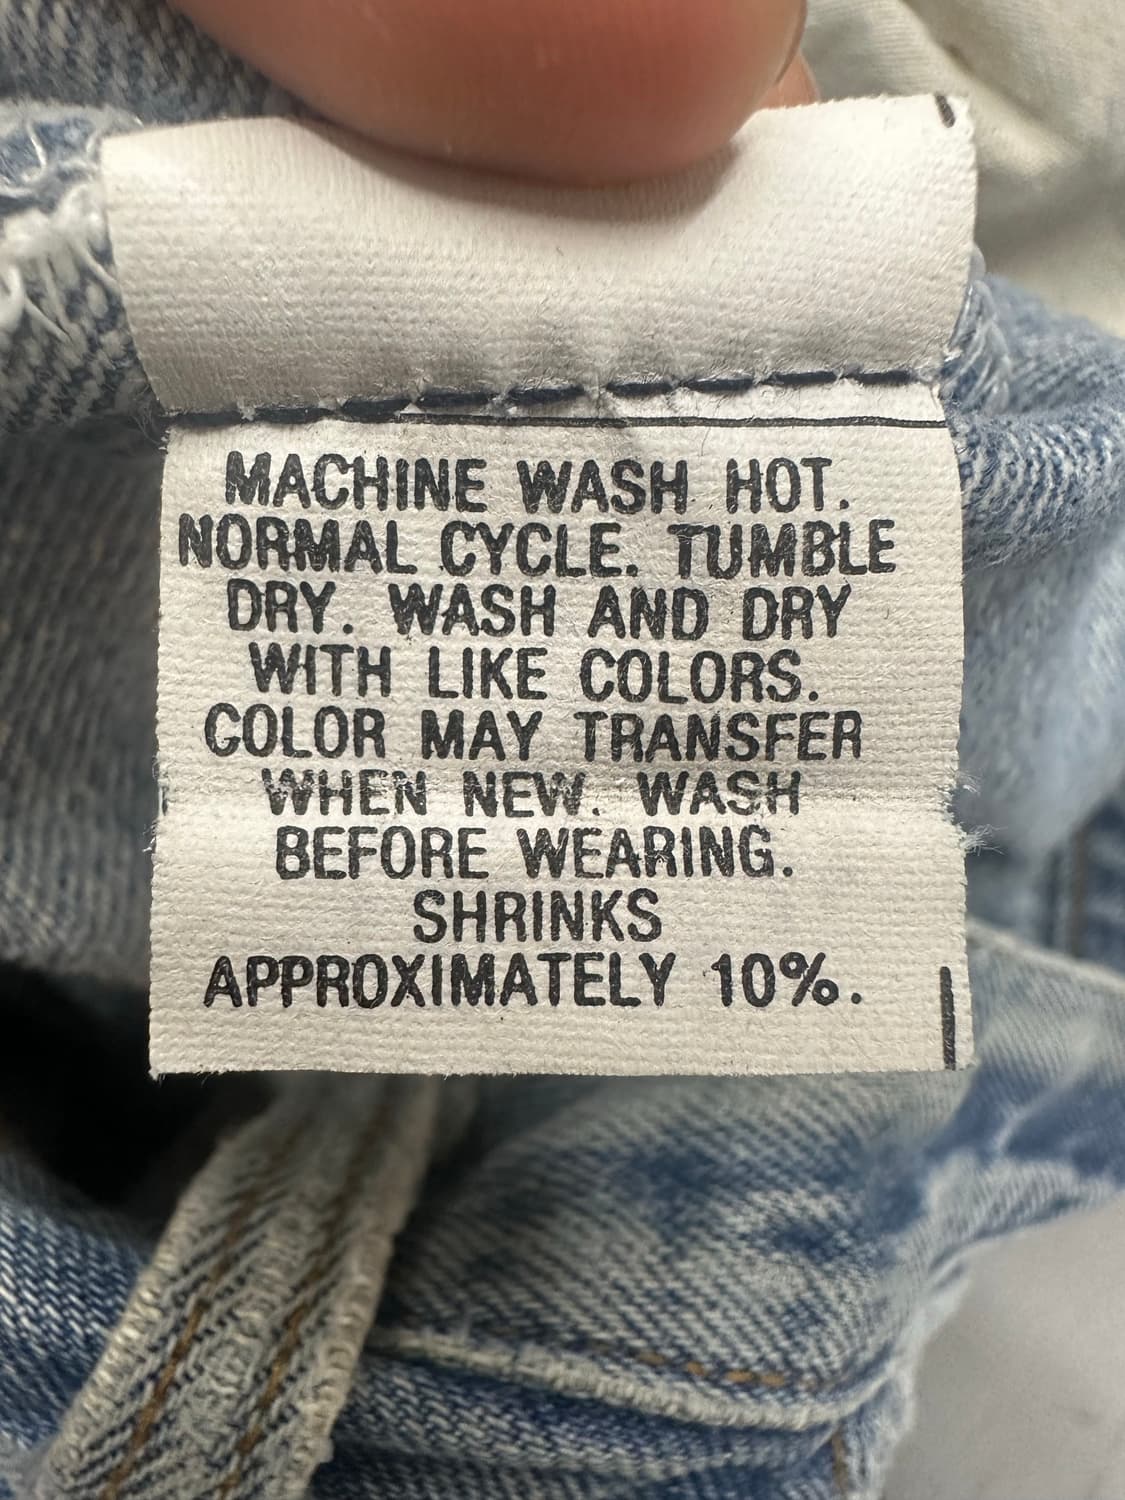 MACHINE WASH HOT.
NORMAL CYCLE. TUMBLE
DRY. WASH AND DRY
WITH LIKE COLORS.
COLOR MAY TRANSFER
WHEN NEW. WASH
BEFORE WEARING.
SHRINKS
APPROXIMATELY 10%.